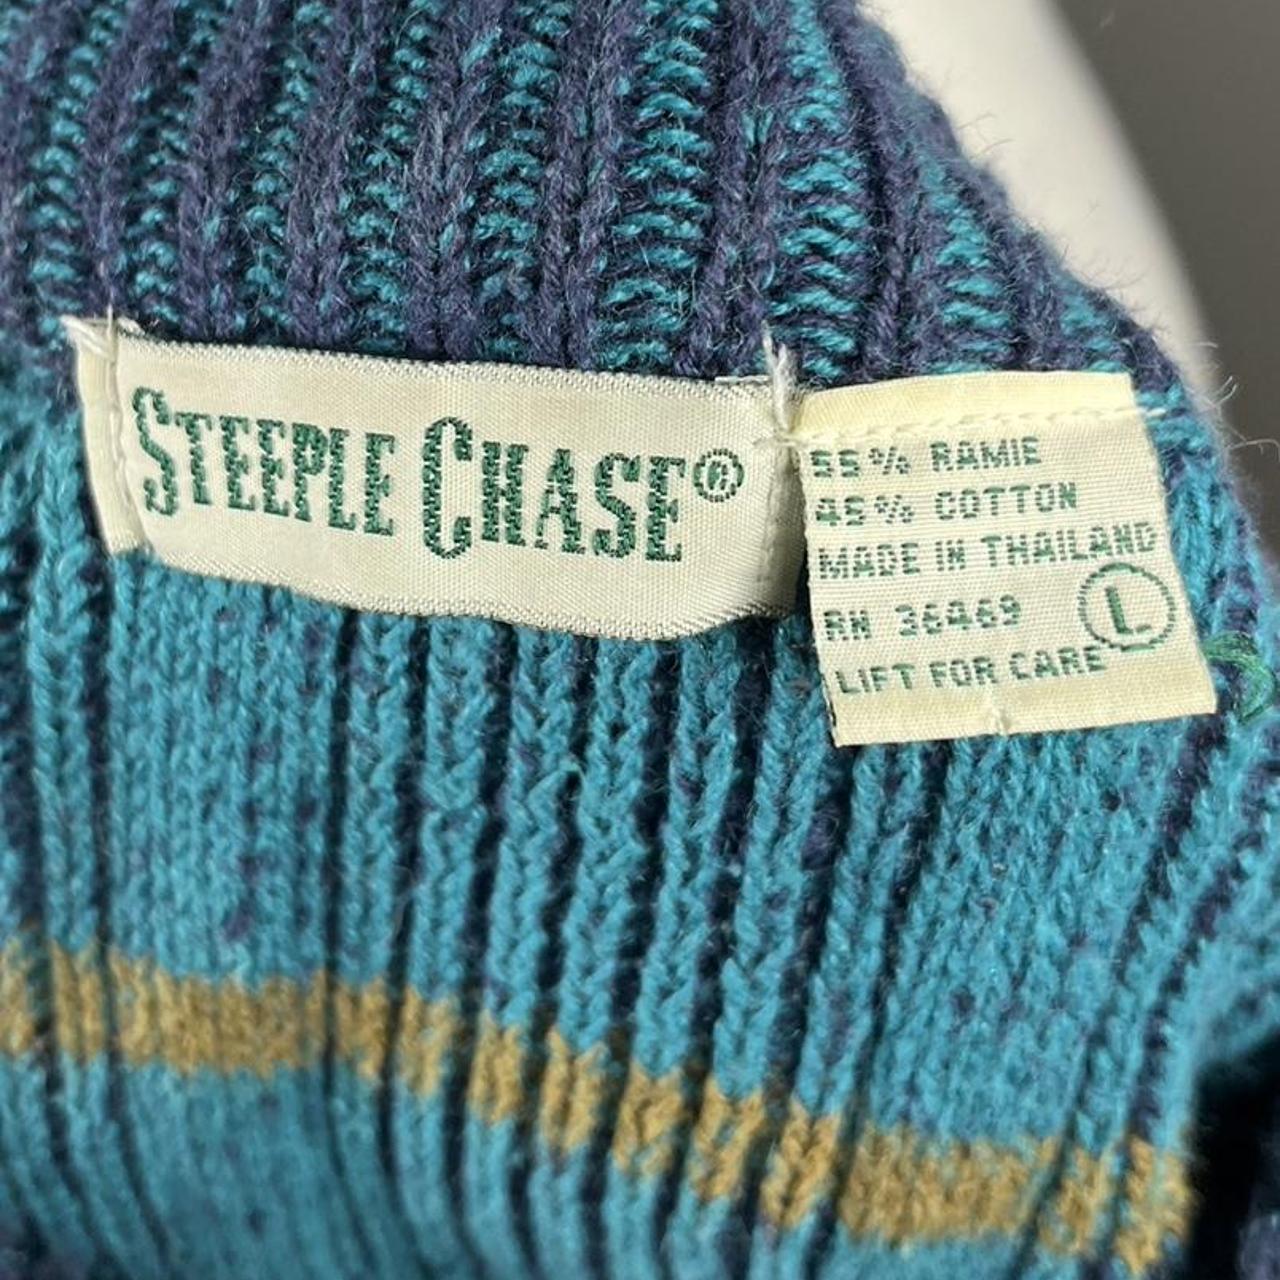 STEEPLE CHASE®
55% RAMIE
45% COTTON
MADE IN THAILAND
RN 36469
L
LIFT FOR CARE